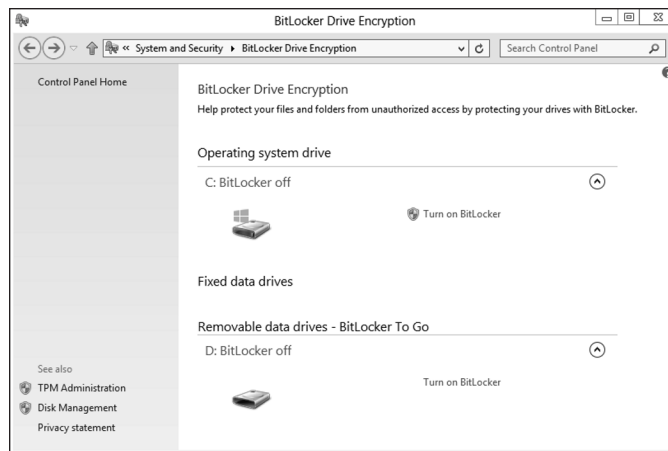 BitLocker Drive Encryption
« System and Security ▸ BitLocker Drive Encryption
Search Control Panel
Control Panel Home
BitLocker Drive Encryption
Help protect your files and folders from unauthorized access by protecting your drives with BitLocker.
Operating system drive
C: BitLocker off
Turn on BitLocker
Fixed data drives
Removable data drives - BitLocker To Go
D: BitLocker off
Turn on BitLocker
See also
TPM Administration
Disk Management
Privacy statement